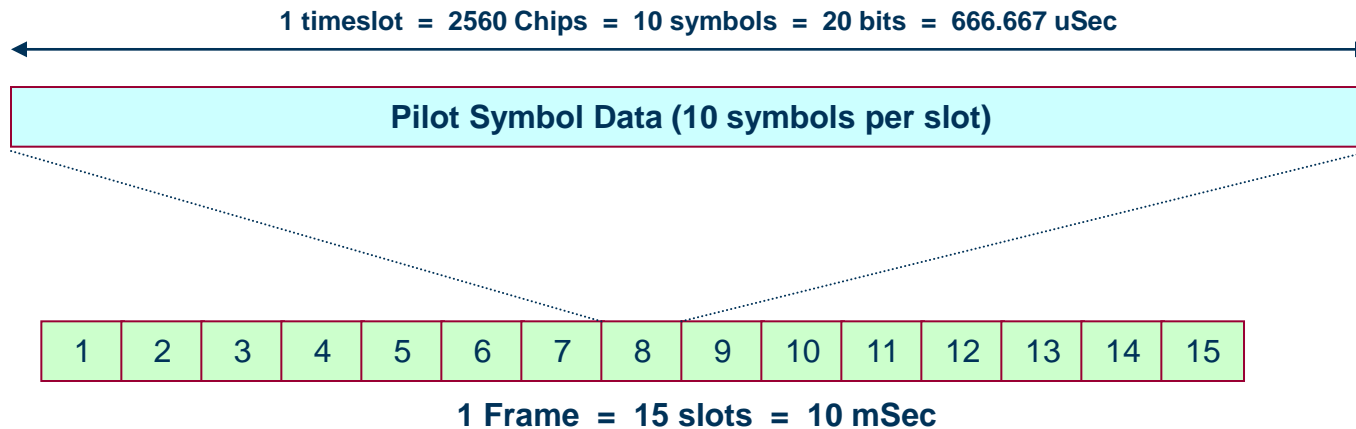 1 timeslot = 2560 Chips = 10 symbols = 20 bits = 666.667 uSec
Pilot Symbol Data (10 symbols per slot)
1 2 3 4 5 6 7 8 9 10 11 12 13 14 15
1 Frame = 15 slots = 10 mSec